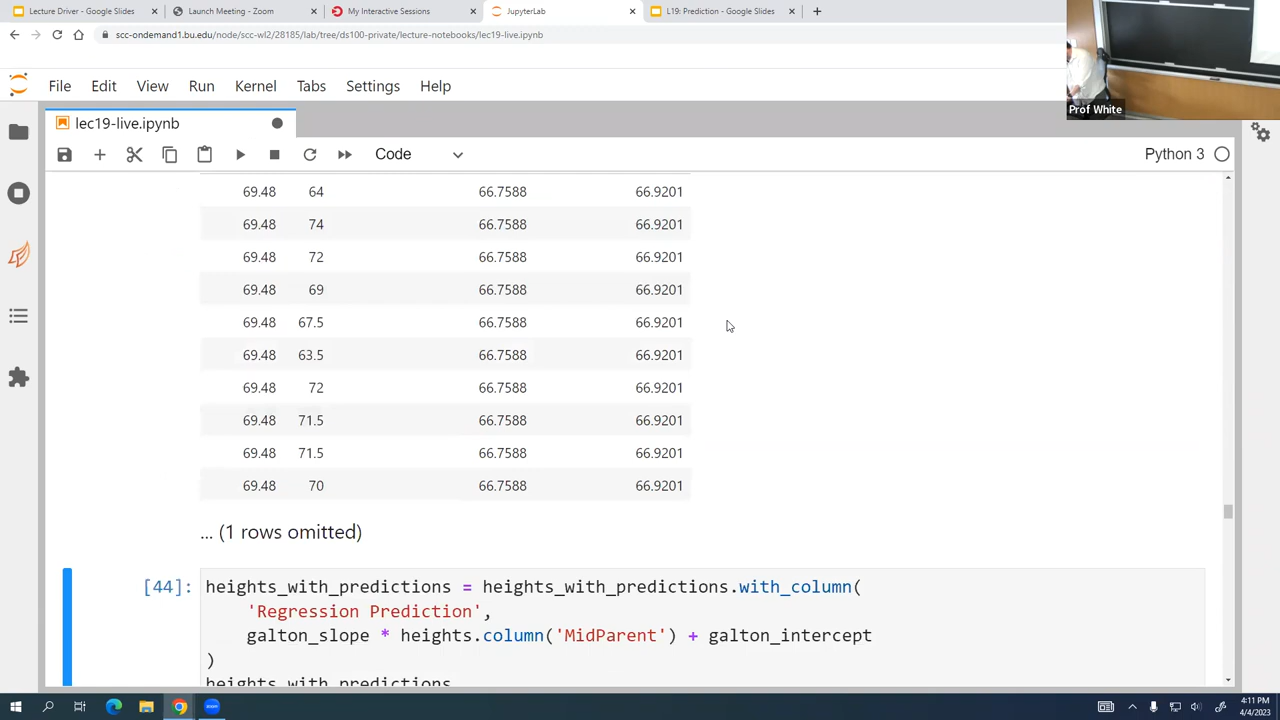 Lecture Driver - Google Slides
Launch Meeting - Zoom
My Interactive Sessions
JupyterLab
L19: Prediction - Google Slides
scc-ondemand1.bu.edu/node/scc-wl2/28185/lab/tree/ds100-private/lecture-notebooks/lec19-live.ipynb
Prof White
File Edit View Run Kernel Tabs Settings Help
lec19-live.ipynb
Code
Python 3
69.48 64 66.7588 66.9201
69.48 74 66.7588 66.9201
69.48 72 66.7588 66.9201
69.48 69 66.7588 66.9201
69.48 67.5 66.7588 66.9201
69.48 63.5 66.7588 66.9201
69.48 72 66.7588 66.9201
69.48 71.5 66.7588 66.9201
69.48 71.5 66.7588 66.9201
69.48 70 66.7588 66.9201
... (1 rows omitted)
[44]: heights_with_predictions = heights_with_predictions.with_column(
'Regression Prediction',
galton_slope * heights.column('MidParent') + galton_intercept
)
heights_with_predictions
4:11 PM
4/4/2023